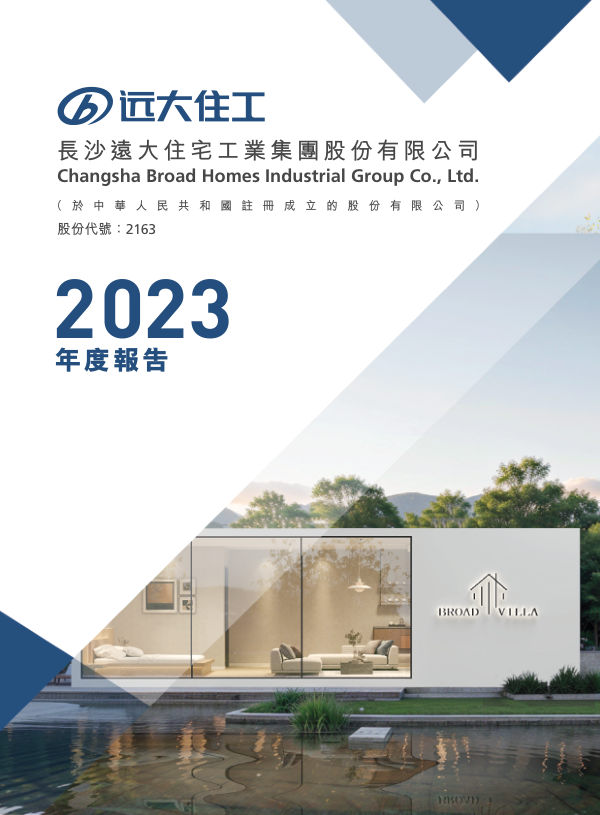 远大住工
長沙遠大住宅工業集團股份有限公司
Changsha Broad Homes Industrial Group Co., Ltd.
（於中華人民共和國註冊成立的股份有限公司）
股份代號：2163
2023
年度報告
BROAD VILLA